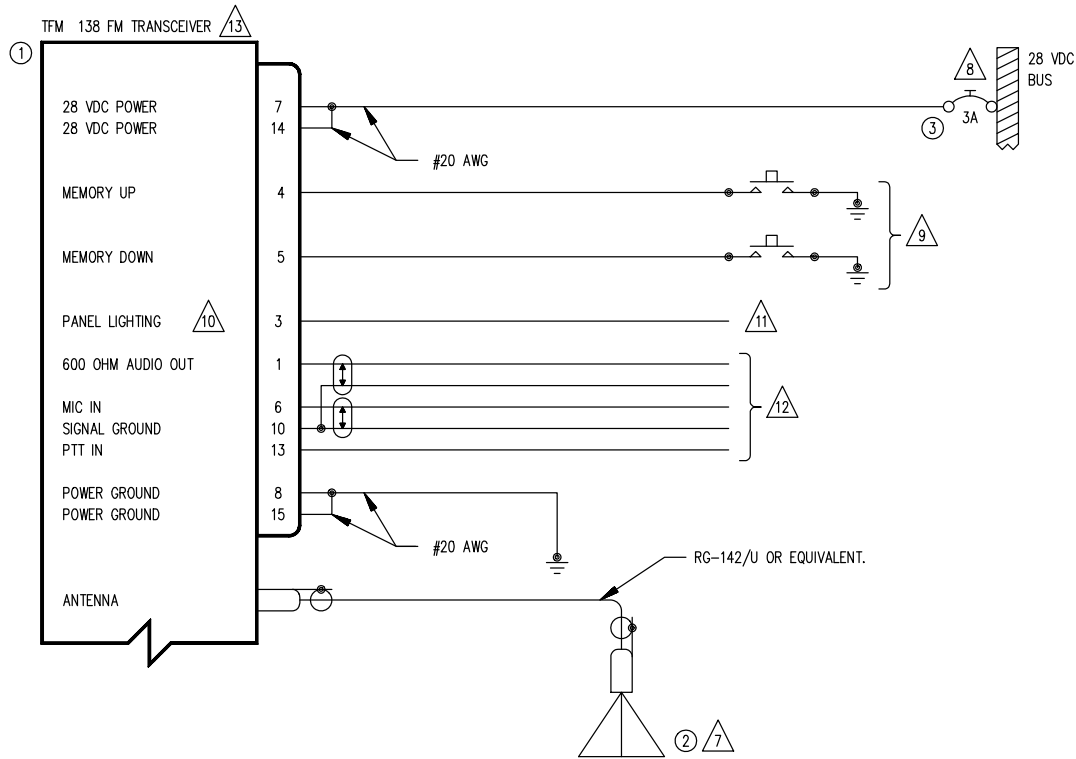 TFM 138 FM TRANSCEIVER 13
1
28 VDC
BUS
8
3A
3
28 VDC POWER 7
28 VDC POWER 14
#20 AWG
MEMORY UP 4
9
MEMORY DOWN 5
PANEL LIGHTING 10 3 11
600 OHM AUDIO OUT 1
MIC IN 6 12
SIGNAL GROUND 10
PTT IN 13
POWER GROUND 8
POWER GROUND 15
#20 AWG
RG-142/U OR EQUIVALENT.
ANTENNA
2 7